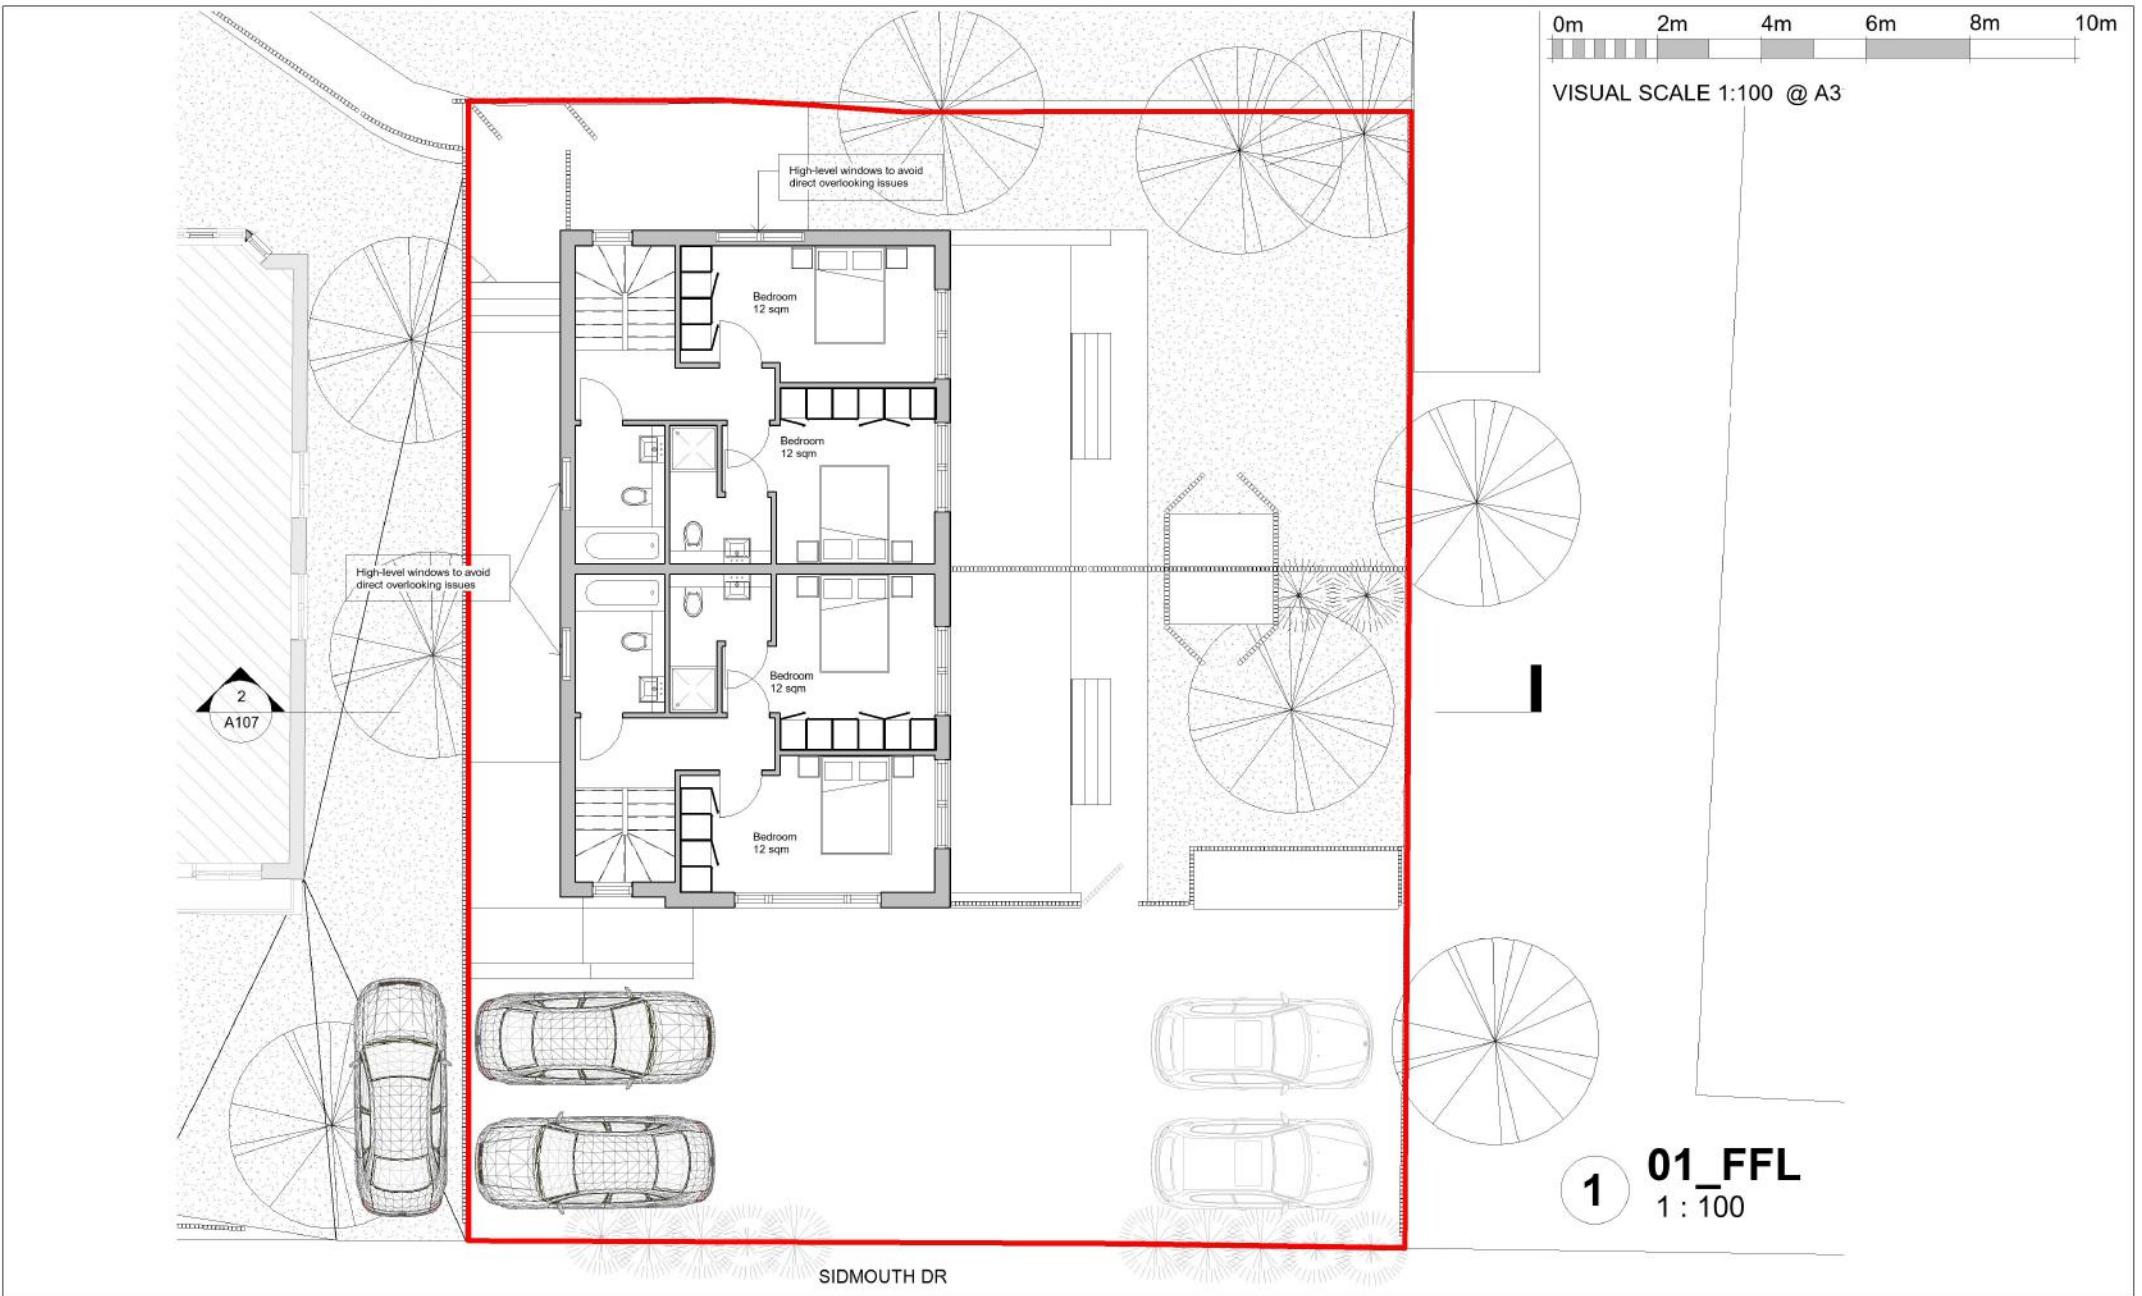 0m 2m 4m 6m 8m 10m
VISUAL SCALE 1:100 @ A3
High-level windows to avoid
direct overlooking issues
Bedroom
12 sqm
Bedroom
12 sqm
High-level windows to avoid
direct overlooking issues
2
A107
Bedroom
12 sqm
Bedroom
12 sqm
1
01_FFL
1 : 100
SIDMOUTH DR